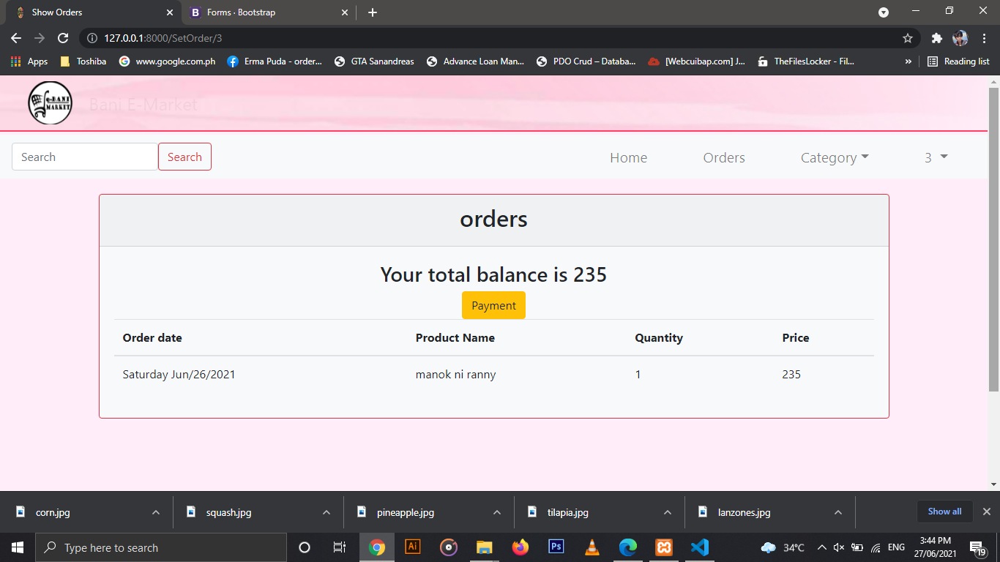 Show Orders
Forms · Bootstrap
127.0.0.1:8000/SetOrder/3
Apps
Toshiba
www.google.com.ph
Erma Puda - order...
GTA Sanandreas
Advance Loan Man...
PDO Crud – Databa...
[Webcuibap.com] J...
TheFilesLocker - Fil...
»
Reading list
e-BANI
MARKET
Bani E-Market
Search
Search
Home
Orders
Category
3
orders
Your total balance is 235
Payment
Order date Product Name Quantity Price
Saturday Jun/26/2021 manok ni ranny 1 235
corn.jpg
squash.jpg
pineapple.jpg
tilapia.jpg
lanzones.jpg
Show all
Type here to search
Ai
Ps
34°C
ENG
3:44 PM
27/06/2021
19